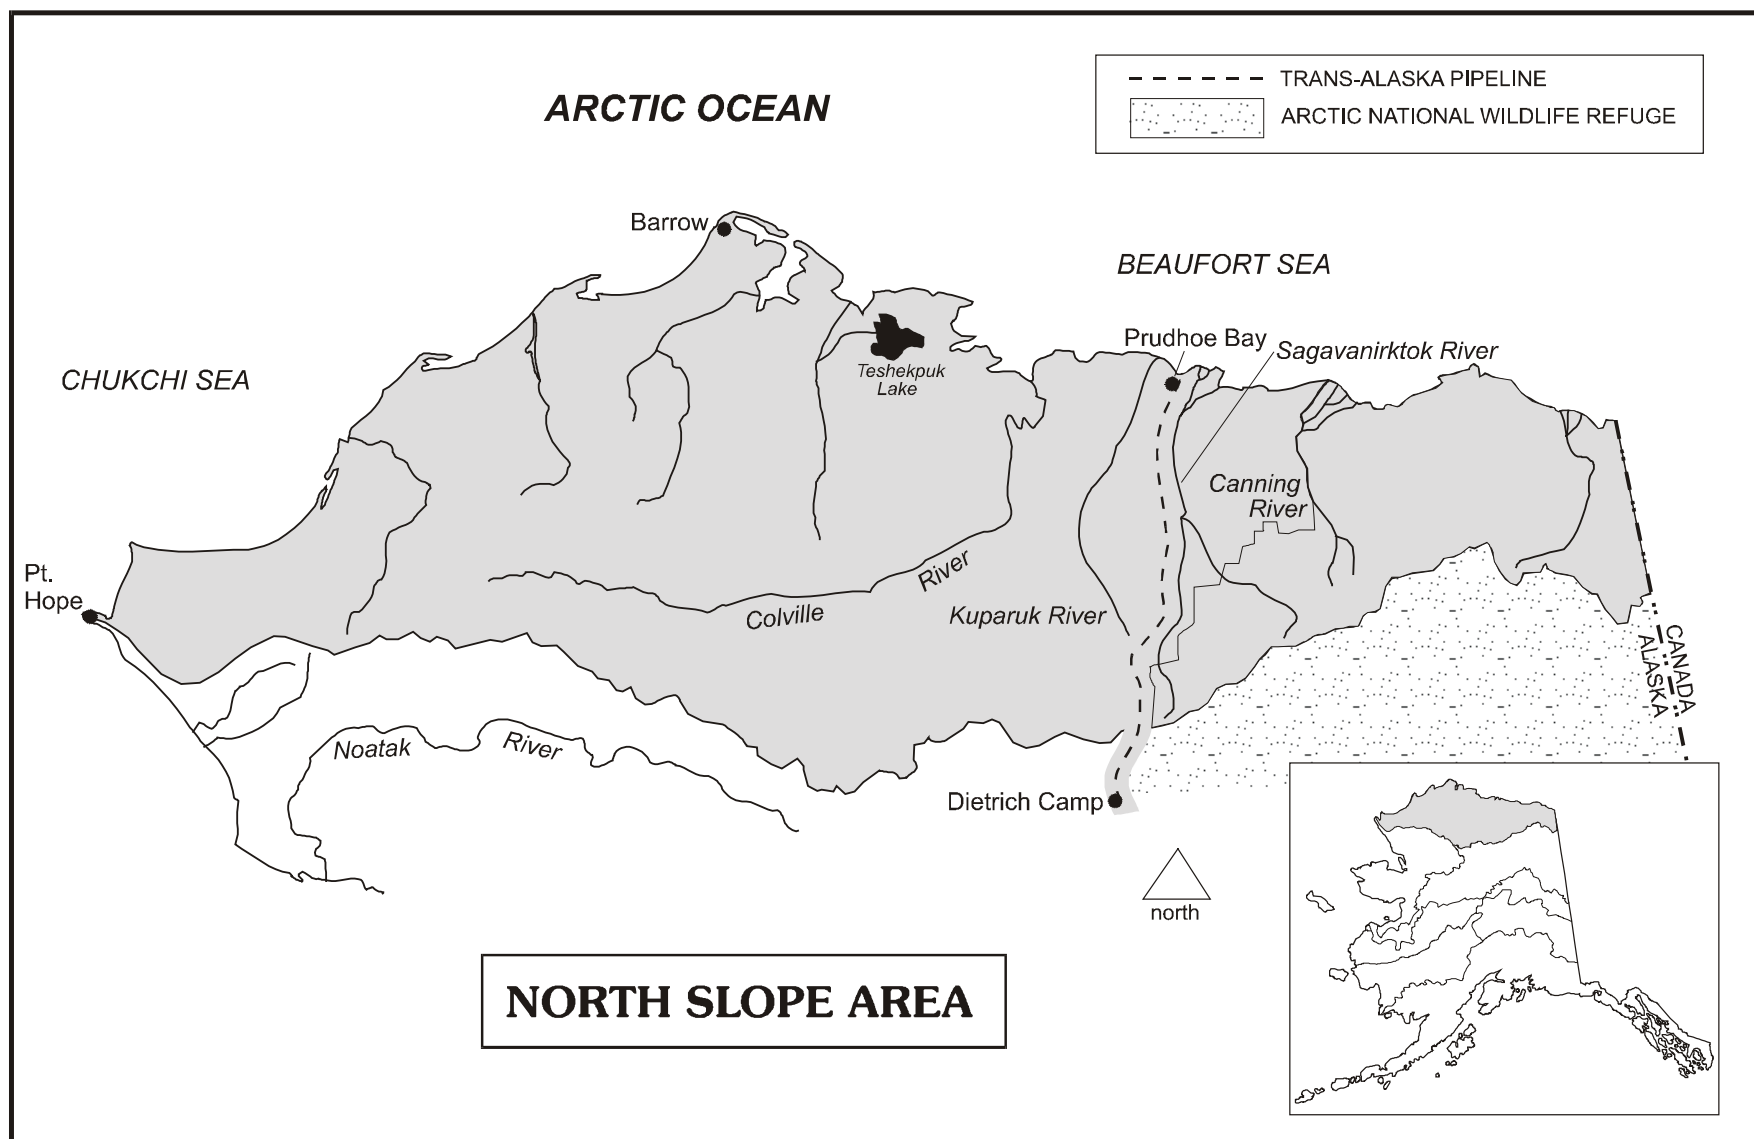 TRANS-ALASKA PIPELINE
ARCTIC NATIONAL WILDLIFE REFUGE
ARCTIC OCEAN
Barrow
BEAUFORT SEA
Prudhoe Bay
Sagavanirktok River
CHUKCHI SEA
Teshekpuk
Lake
Canning
River
Pt.
Hope
River
Colville
Kuparuk River
CANADA
ALASKA
Noatak
River
Dietrich Camp
north
NORTH SLOPE AREA